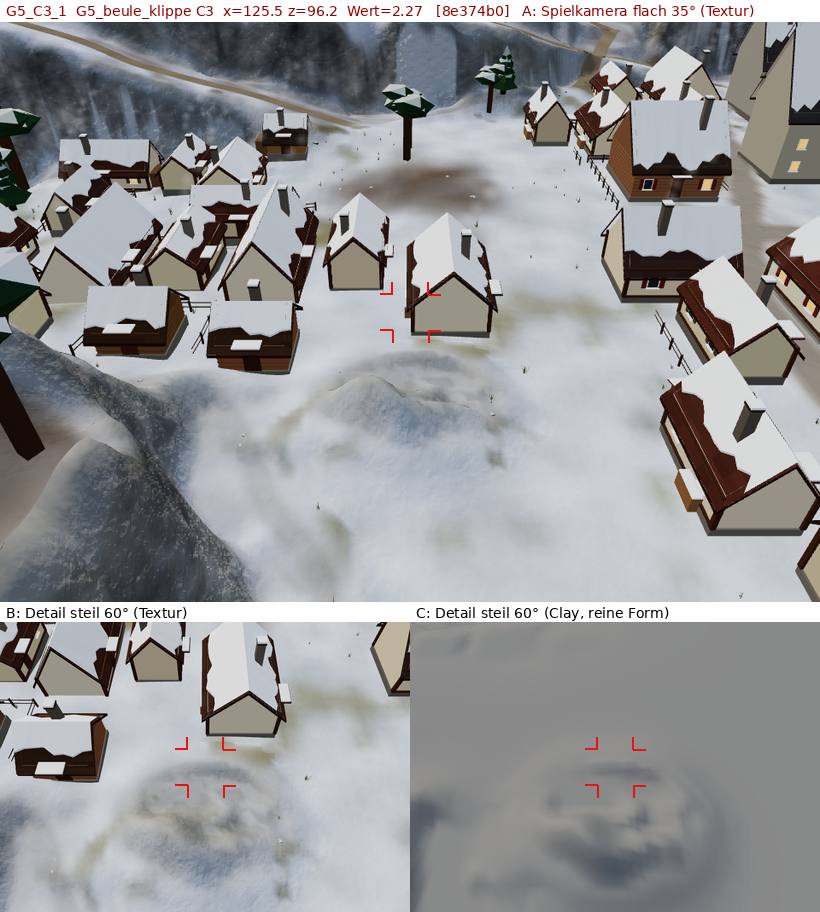 G5_C3_1 G5_beule_klippe C3 x=125.5 z=96.2 Wert=2.27 [8e374b0] A: Spielkamera flach 35° (Textur)
B: Detail steil 60° (Textur)
C: Detail steil 60° (Clay, reine Form)